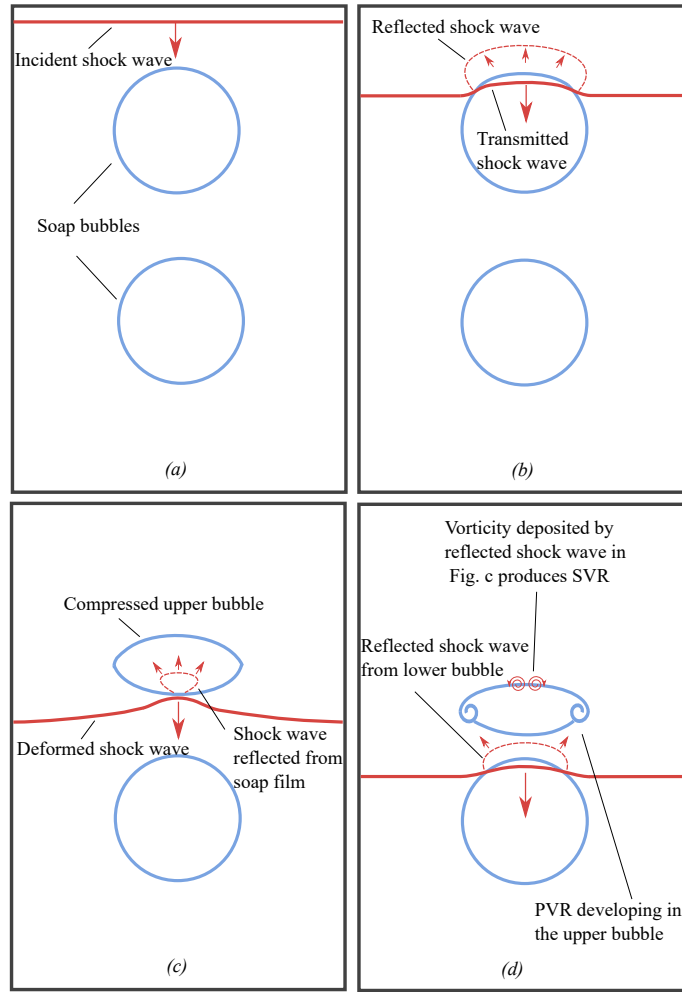 Incident shock wave
Soap bubbles
(a)
Reflected shock wave
Transmitted
shock wave
(b)
Compressed upper bubble
Deformed shock wave
Shock wave
reflected from
soap film
(c)
Vorticity deposited by
reflected shock wave in
Fig. c produces SVR
Reflected shock wave
from lower bubble
PVR developing in
the upper bubble
(d)